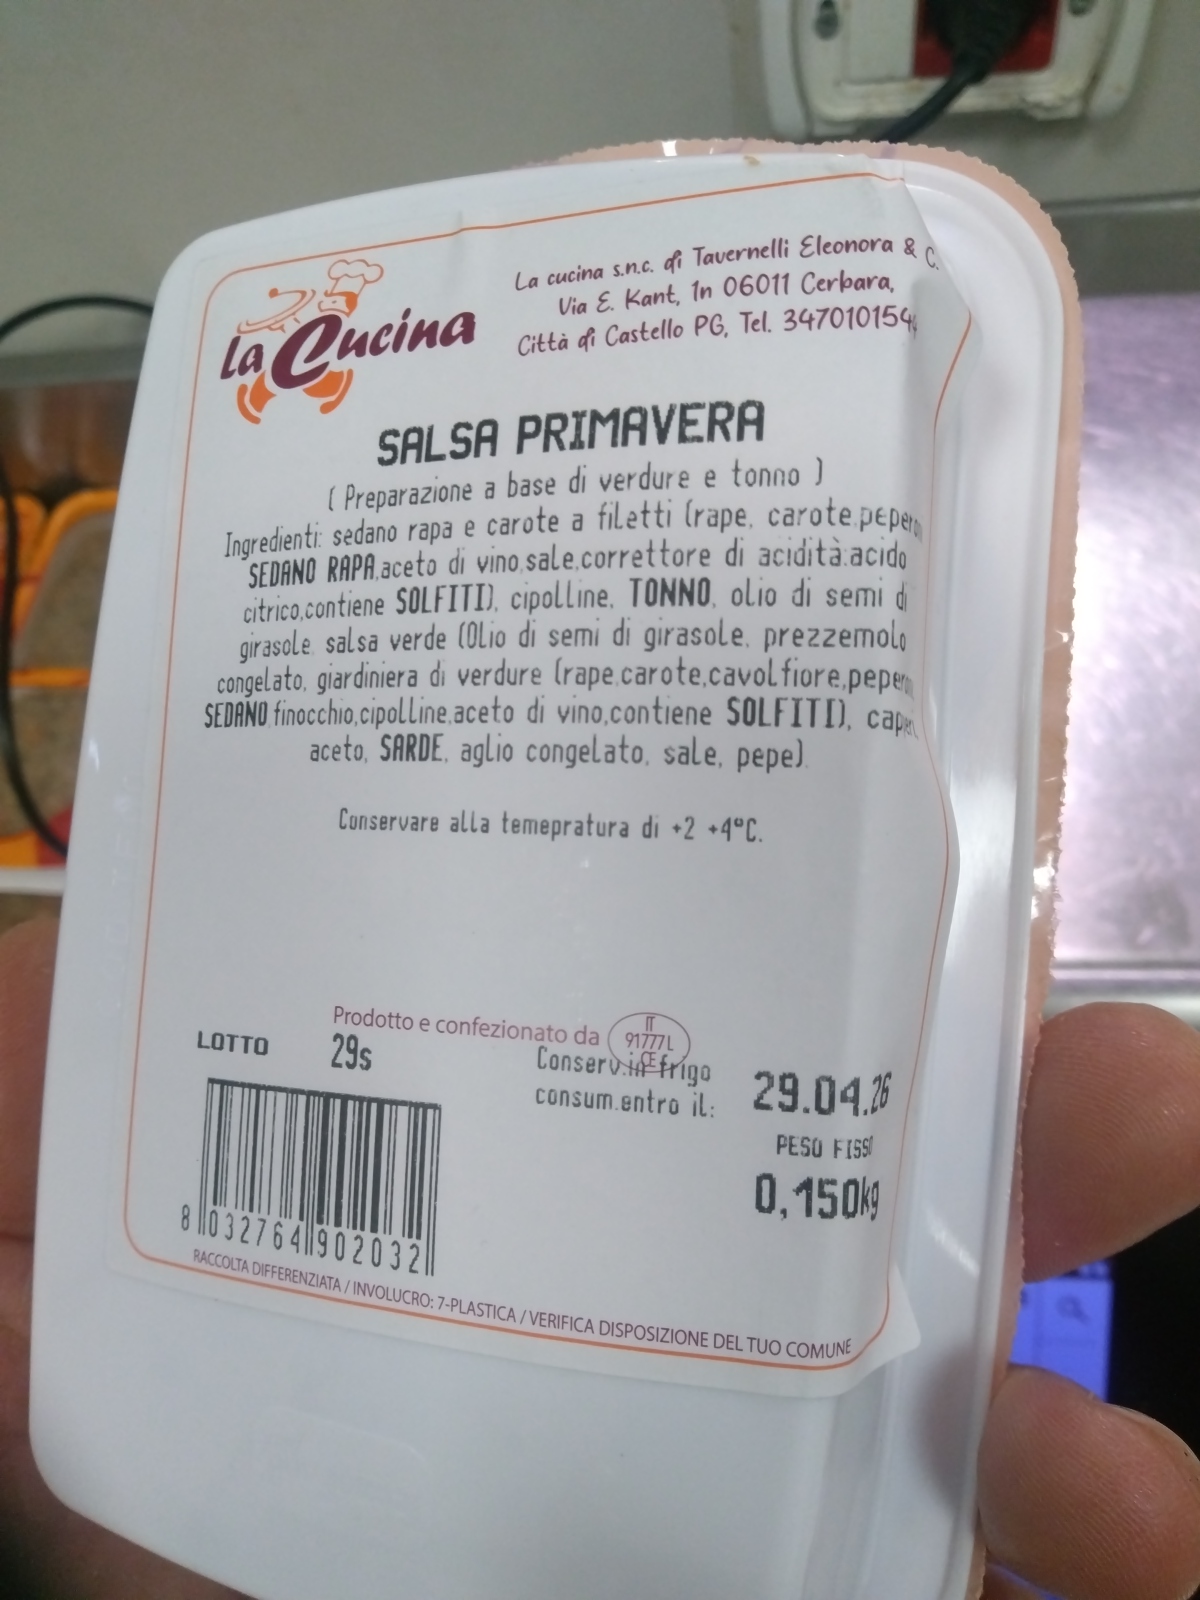 La Cucina
La cucina s.n.c. di Tavernelli Eleonora & C.
Via E. Kant, 1n 06011 Cerbara,
Città di Castello PG, Tel. 347010154
SALSA PRIMAVERA
( Preparazione a base di verdure e tonno )
Ingredienti: sedano rapa e carote a filetti (rape, carote,
SEDANO RAPA,aceto di vino,sale,correttore di acidità:acido
citrico,contiene SOLFITI), cipolline, TONNO, olio di semi di
girasole, salsa verde (Olio di semi di girasole, prezzemolo
congelato, giardiniera di verdure (rape,carote,cavolfiore,
SEDANO,finocchio,cipolline,aceto di vino,contiene SOLFITI),
aceto, SARDE, aglio congelato, sale, pepe).
Conservare alla temepratura di +2 +4°C.
Prodotto e confezionato da
IT
91777L
CE
LOTTO 29s
Conserv.in frigo
consum.entro il: 29.04.26
PESO FISSO
0,150kg
8 032764 902032
RACCOLTA DIFFERENZIATA / INVOLUCRO: 7-PLASTICA / VERIFICA DISPOSIZIONE DEL TUO COMUNE